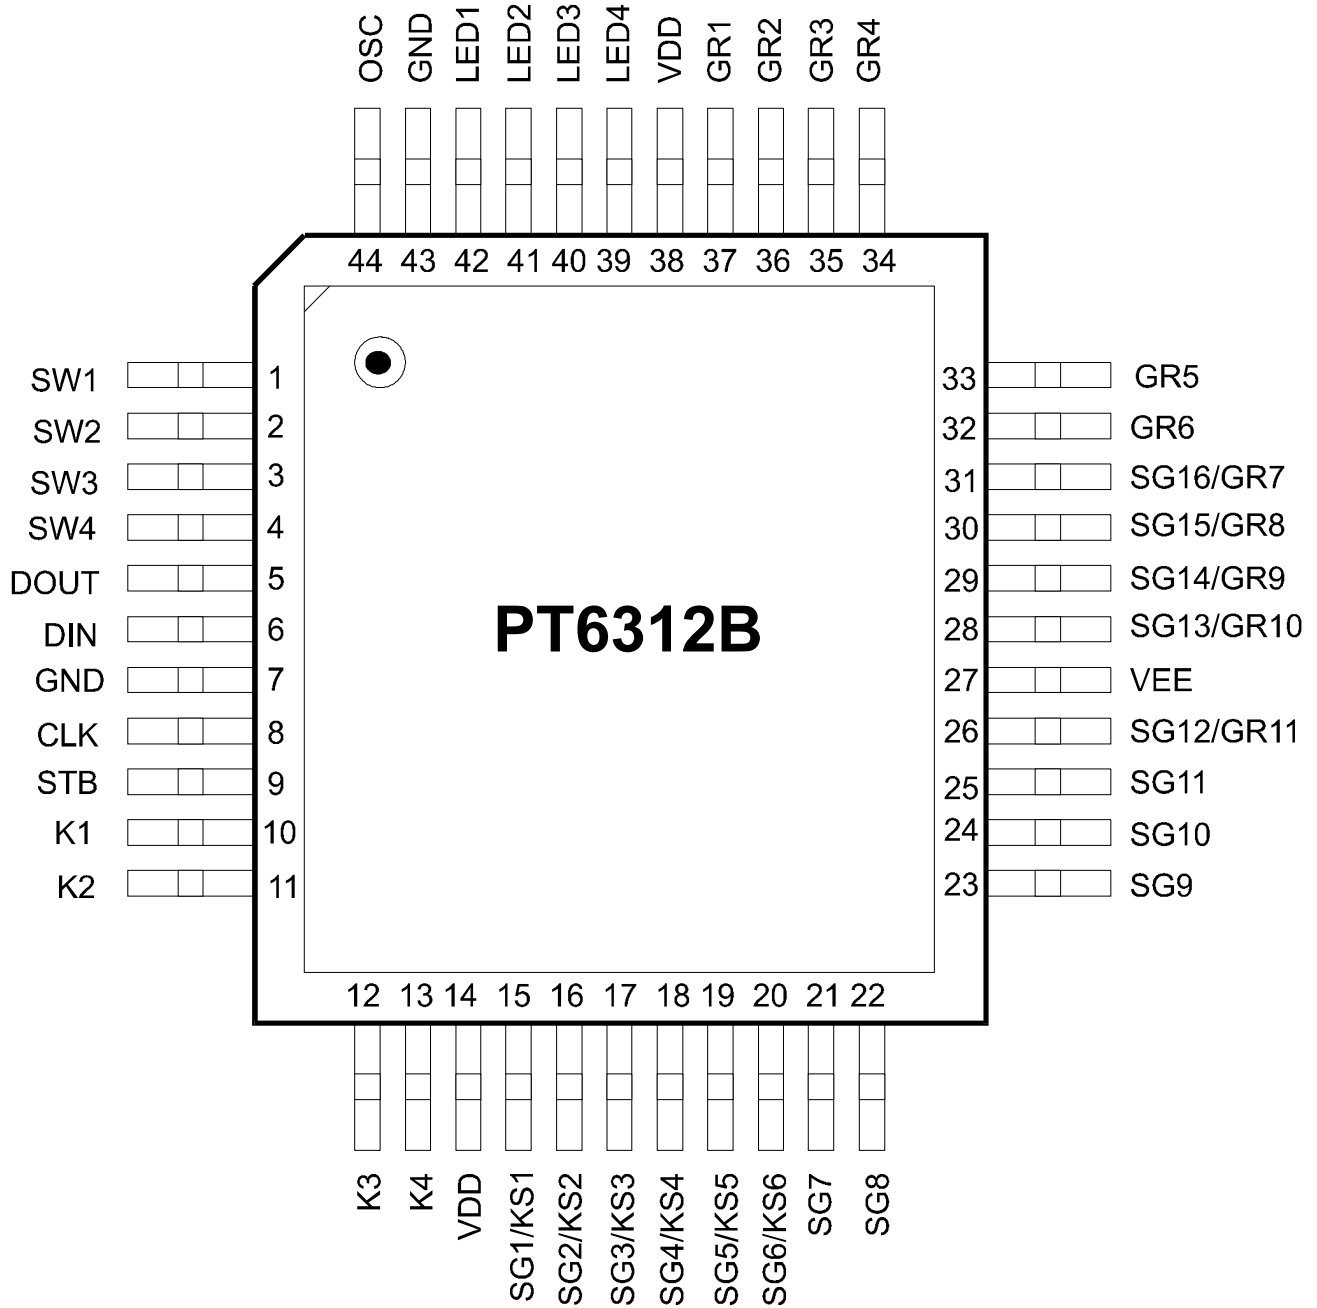 OSC GND LED1 LED2 LED3 LED4 VDD GR1 GR2 GR3 GR4
44 43 42 41 40 39 38 37 36 35 34
SW1 1 33 GR5
SW2 2 32 GR6
SW3 3 31 SG16/GR7
SW4 4 30 SG15/GR8
DOUT 5 29 SG14/GR9
PT6312B
DIN 6 28 SG13/GR10
GND 7 27 VEE
CLK 8 26 SG12/GR11
STB 9 25 SG11
K1 10 24 SG10
K2 11 23 SG9
12 13 14 15 16 17 18 19 20 21 22
K3 K4 VDD SG1/KS1 SG2/KS2 SG3/KS3 SG4/KS4 SG5/KS5 SG6/KS6 SG7 SG8